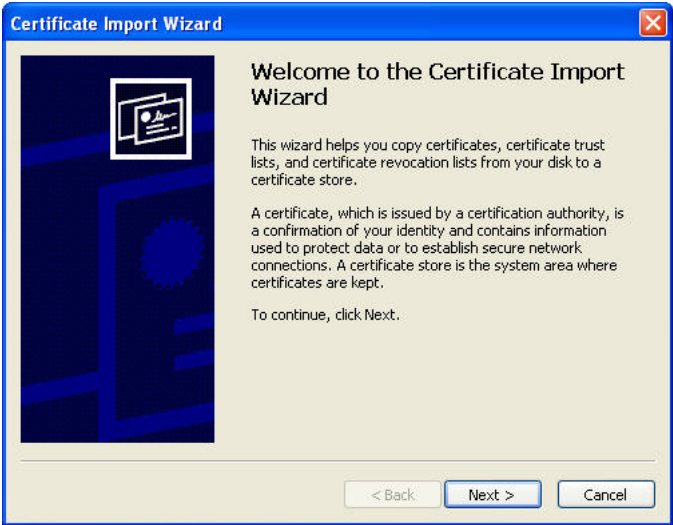 Certificate Import Wizard
Welcome to the Certificate Import
Wizard
This wizard helps you copy certificates, certificate trust
lists, and certificate revocation lists from your disk to a
certificate store.
A certificate, which is issued by a certification authority, is
a confirmation of your identity and contains information
used to protect data or to establish secure network
connections. A certificate store is the system area where
certificates are kept.
To continue, click Next.
< Back
Next >
Cancel